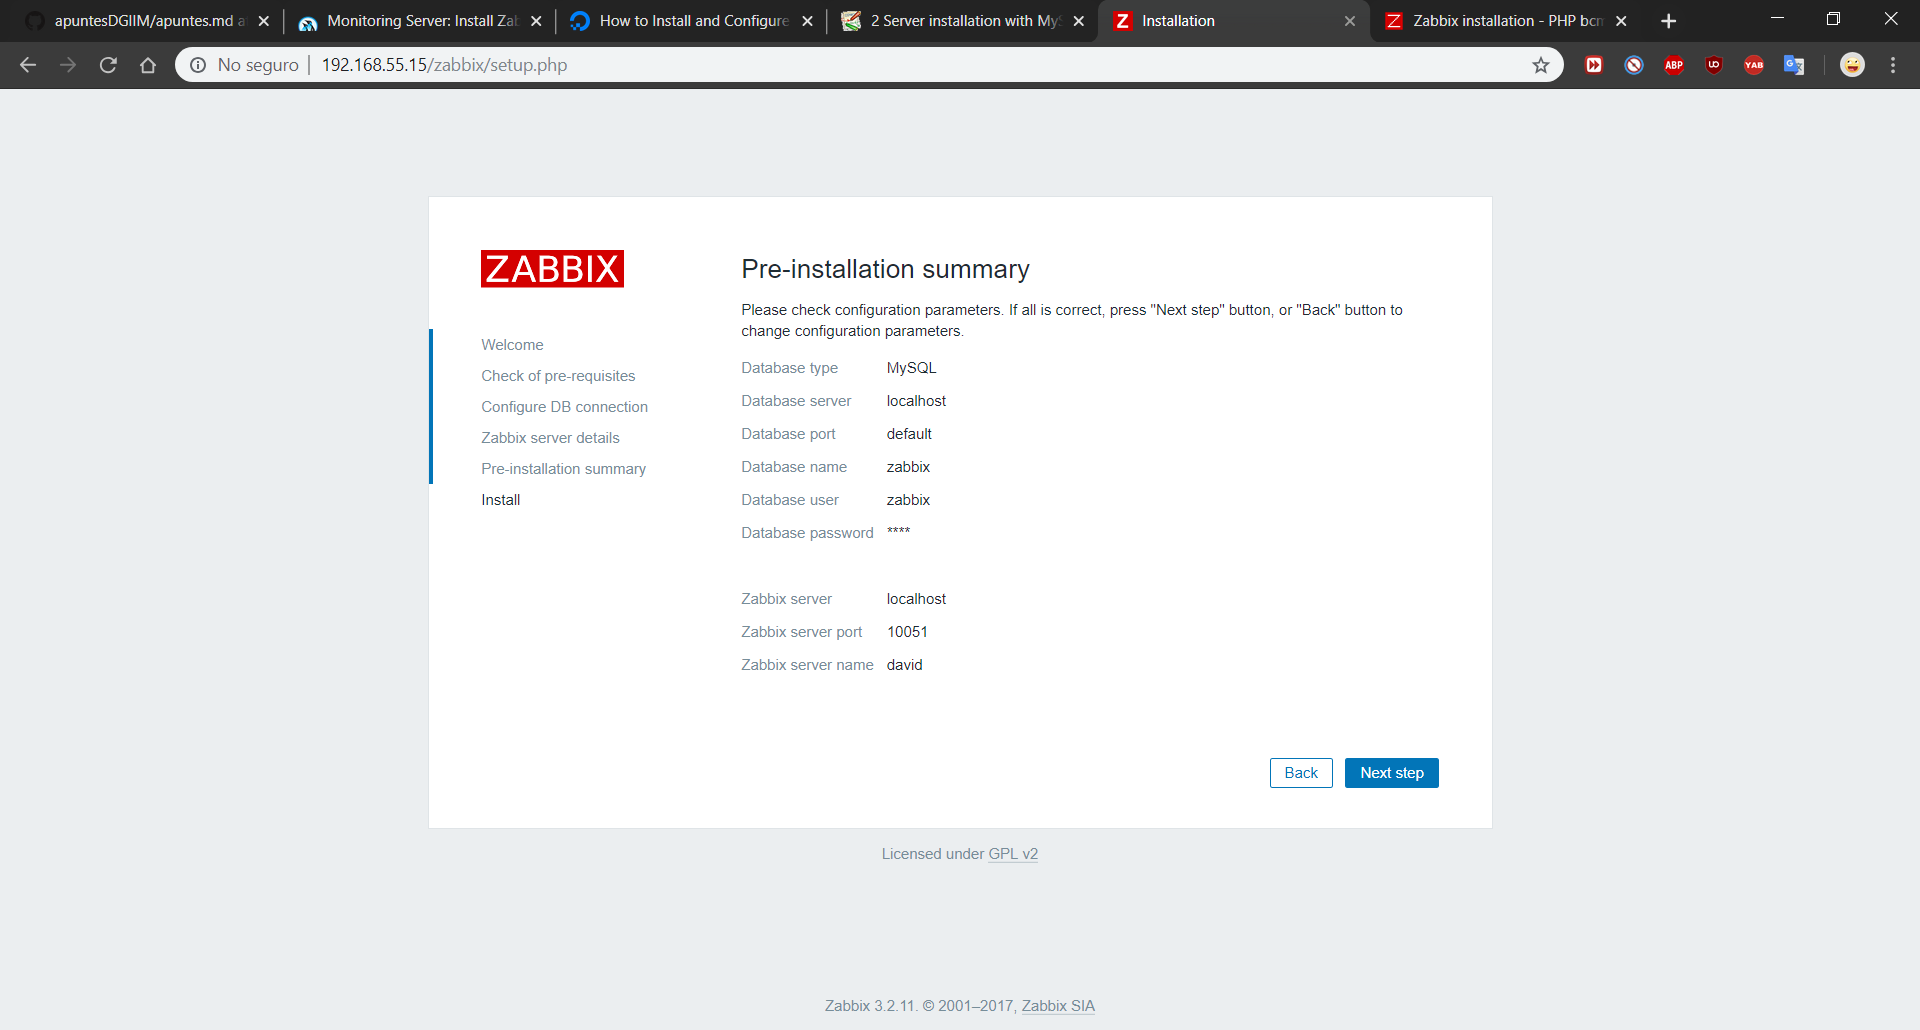 apuntesDGIIM/apuntes.md a
Monitoring Server: Install Zab
How to Install and Configure
2 Server installation with My
Installation
Zabbix installation - PHP bcm
No seguro
192.168.55.15/zabbix/setup.php
ABP
UO
YAB
ZABBIX
Welcome
Check of pre-requisites
Configure DB connection
Zabbix server details
Pre-installation summary
Install
Pre-installation summary
Please check configuration parameters. If all is correct, press "Next step" button, or "Back" button to
change configuration parameters.
Database type MySQL
Database server localhost
Database port default
Database name zabbix
Database user zabbix
Database password ****
Zabbix server localhost
Zabbix server port 10051
Zabbix server name david
Back Next step
Licensed under GPL v2
Zabbix 3.2.11. © 2001–2017, Zabbix SIA